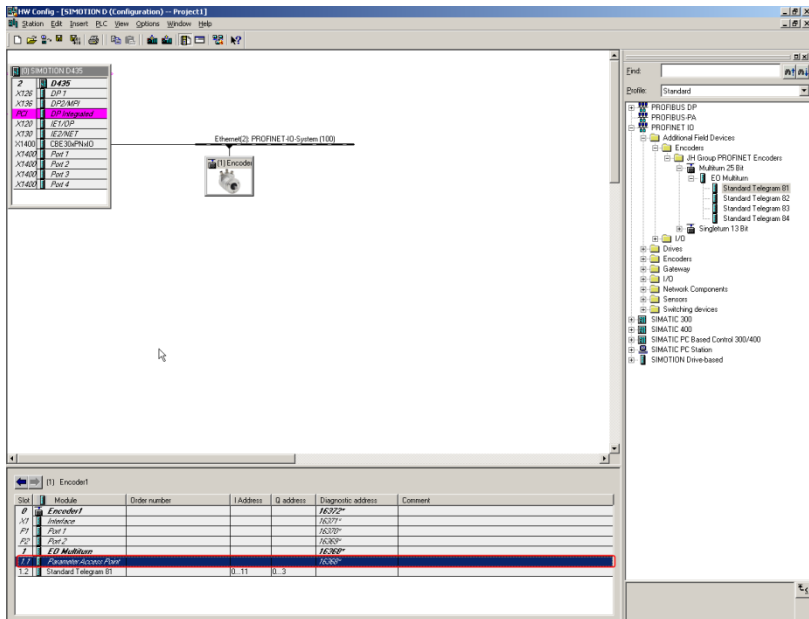 HW Config - [SIMOTION D (Configuration) -- Project1]
Station Edit Insert PLC View Options Window Help
(0) SIMOTION D435
2 D435
X126 DP1
X136 DP2/MPI
PCI DP Integrated
X120 IE1/OP
X130 IE2/NET
X1400 CBE30xPNxIO
X1400 Port 1
X1400 Port 2
X1400 Port 3
X1400 Port 4
Ethernet(2): PROFINET-IO-System (100)
(1) Encoder
Find:
Profile: Standard
PROFIBUS DP
PROFIBUS-PA
PROFINET IO
Additional Field Devices
Encoders
JH Group PROFINET Encoders
Multiturn 25 Bit
EO Multiturn
Standard Telegram 81
Standard Telegram 82
Standard Telegram 83
Standard Telegram 84
Singleturn 13 Bit
I/O
Drives
Encoders
Gateway
I/O
Network Components
Sensors
Switching devices
SIMATIC 300
SIMATIC 400
SIMATIC PC Based Control 300/400
SIMATIC PC Station
SIMOTION Drive-based
(1) Encoder1
Slot Module Order number I Address Q address Diagnostic address Comment
0 Encoder1 16372*
X1 Interface 16371*
P1 Port 1 16370*
P2 Port 2 16369*
1 EO Multiturn 16368*
1.1 Parameter Access Point 16368*
1.2 Standard Telegram 81 0...11 0...3